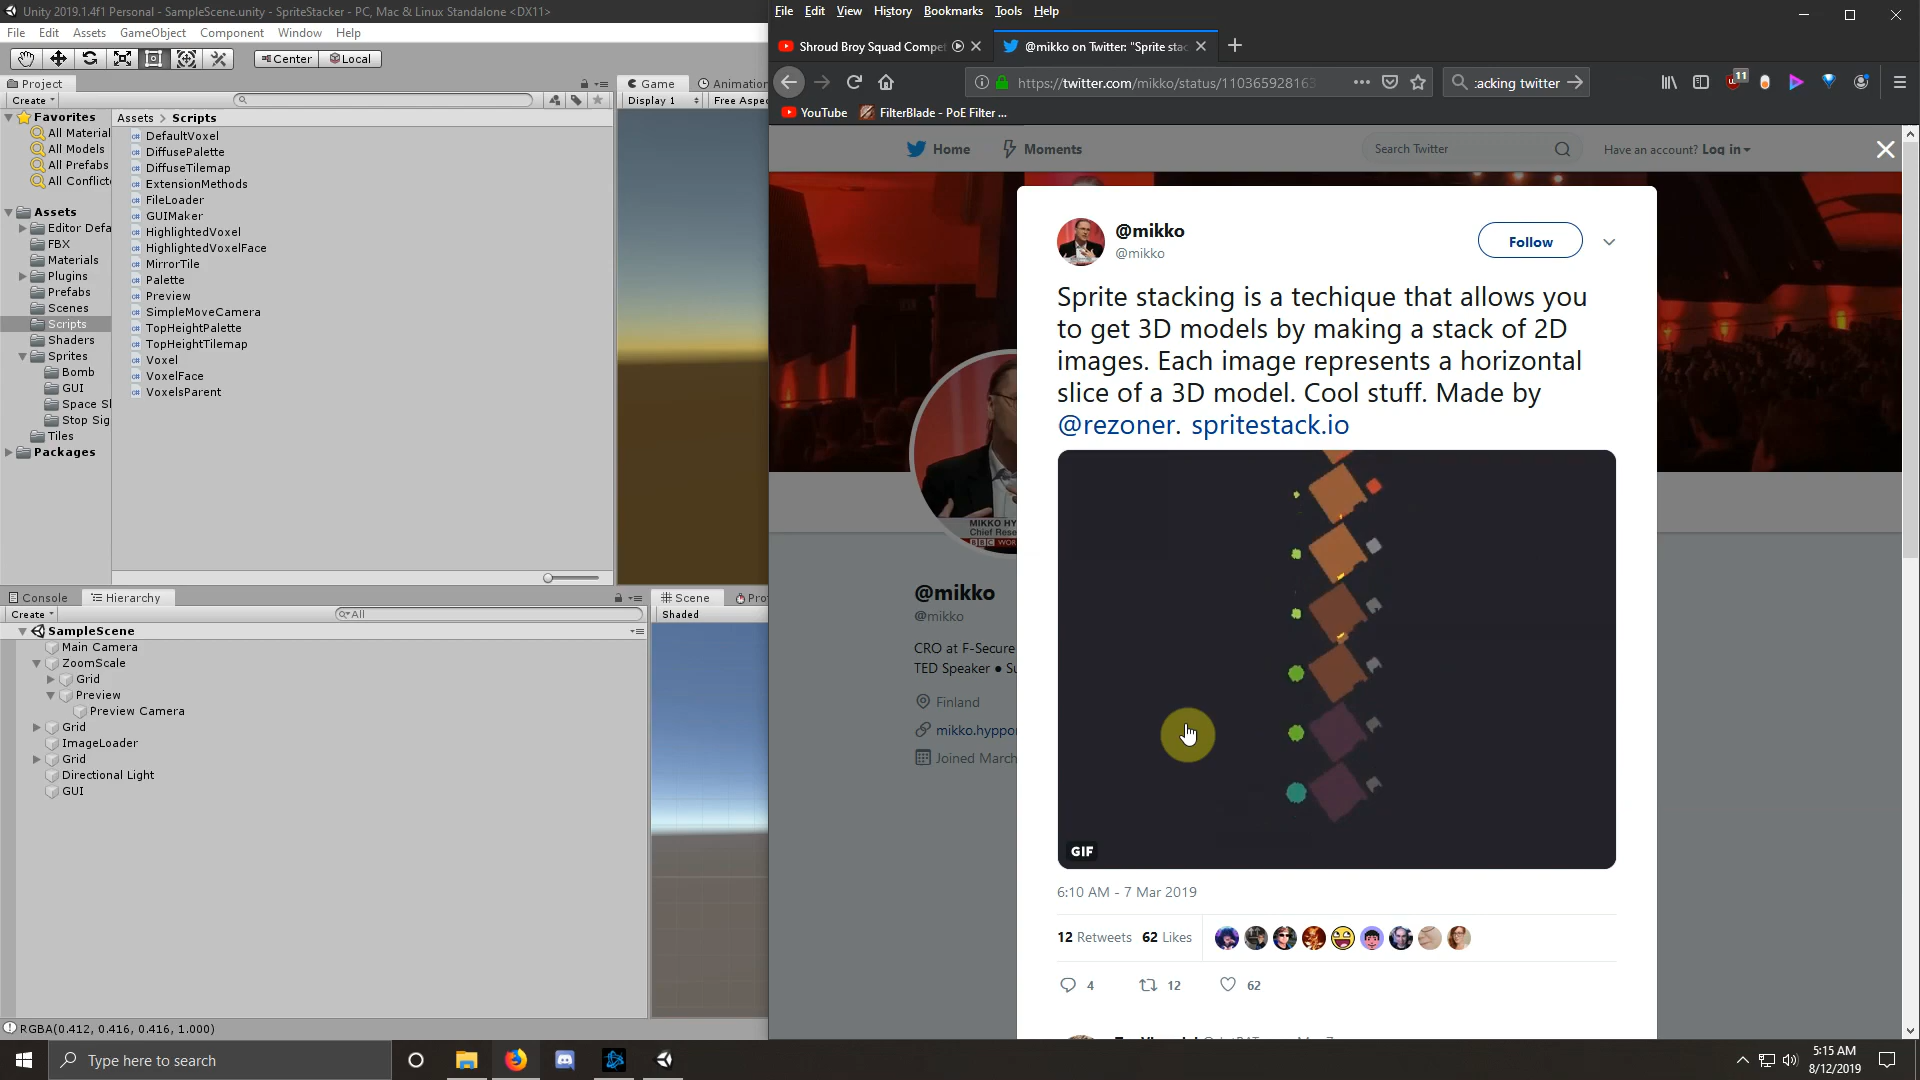 Unity 2019.1.4f1 Personal - SampleScene.unity - SpriteStacker - PC, Mac & Linux Standalone <DX11>
File Edit Assets GameObject Component Window Help
Center Local
Project
Create
Favorites
All Material
All Models
All Prefabs
All Conflict
Assets
Editor Defa
FBX
Materials
Plugins
Prefabs
Scenes
Scripts
Shaders
Sprites
Bomb
GUI
Space S
Stop Sig
Tiles
Packages
Assets > Scripts
DefaultVoxel
DiffusePalette
DiffuseTilemap
ExtensionMethods
FileLoader
GUIMaker
HighlightedVoxel
HighlightedVoxelFace
MirrorTile
Palette
Preview
SimpleMoveCamera
TopHeightPalette
TopHeightTilemap
Voxel
VoxelFace
VoxelsParent
Game Animation
Display 1 Free Aspe
Console Hierarchy
Create All
SampleScene
Main Camera
ZoomScale
Grid
Preview
Preview Camera
Grid
ImageLoader
Grid
Directional Light
GUI
Scene Pro
Shaded
RGBA(0.412, 0.416, 0.416, 1.000)
File Edit View History Bookmarks Tools Help
Shroud Broy Squad Compe
@mikko on Twitter: "Sprite sta
https://twitter.com/mikko/status/110365928163
:acking twitter
11
YouTube FilterBlade - PoE Filter ...
Home Moments
Search Twitter
Have an account? Log in
@mikko
@mikko
Follow
Sprite stacking is a techique that allows you
to get 3D models by making a stack of 2D
images. Each image represents a horizontal
slice of a 3D model. Cool stuff. Made by
@rezoner. spritestack.io
GIF
6:10 AM - 7 Mar 2019
12 Retweets 62 Likes
4 12 62
MIKKO HY
Chief Rese
BBC WOR
@mikko
@mikko
CRO at F-Secure
TED Speaker ● Su
Finland
mikko.hyppo
Joined March
Type here to search
5:15 AM
8/12/2019